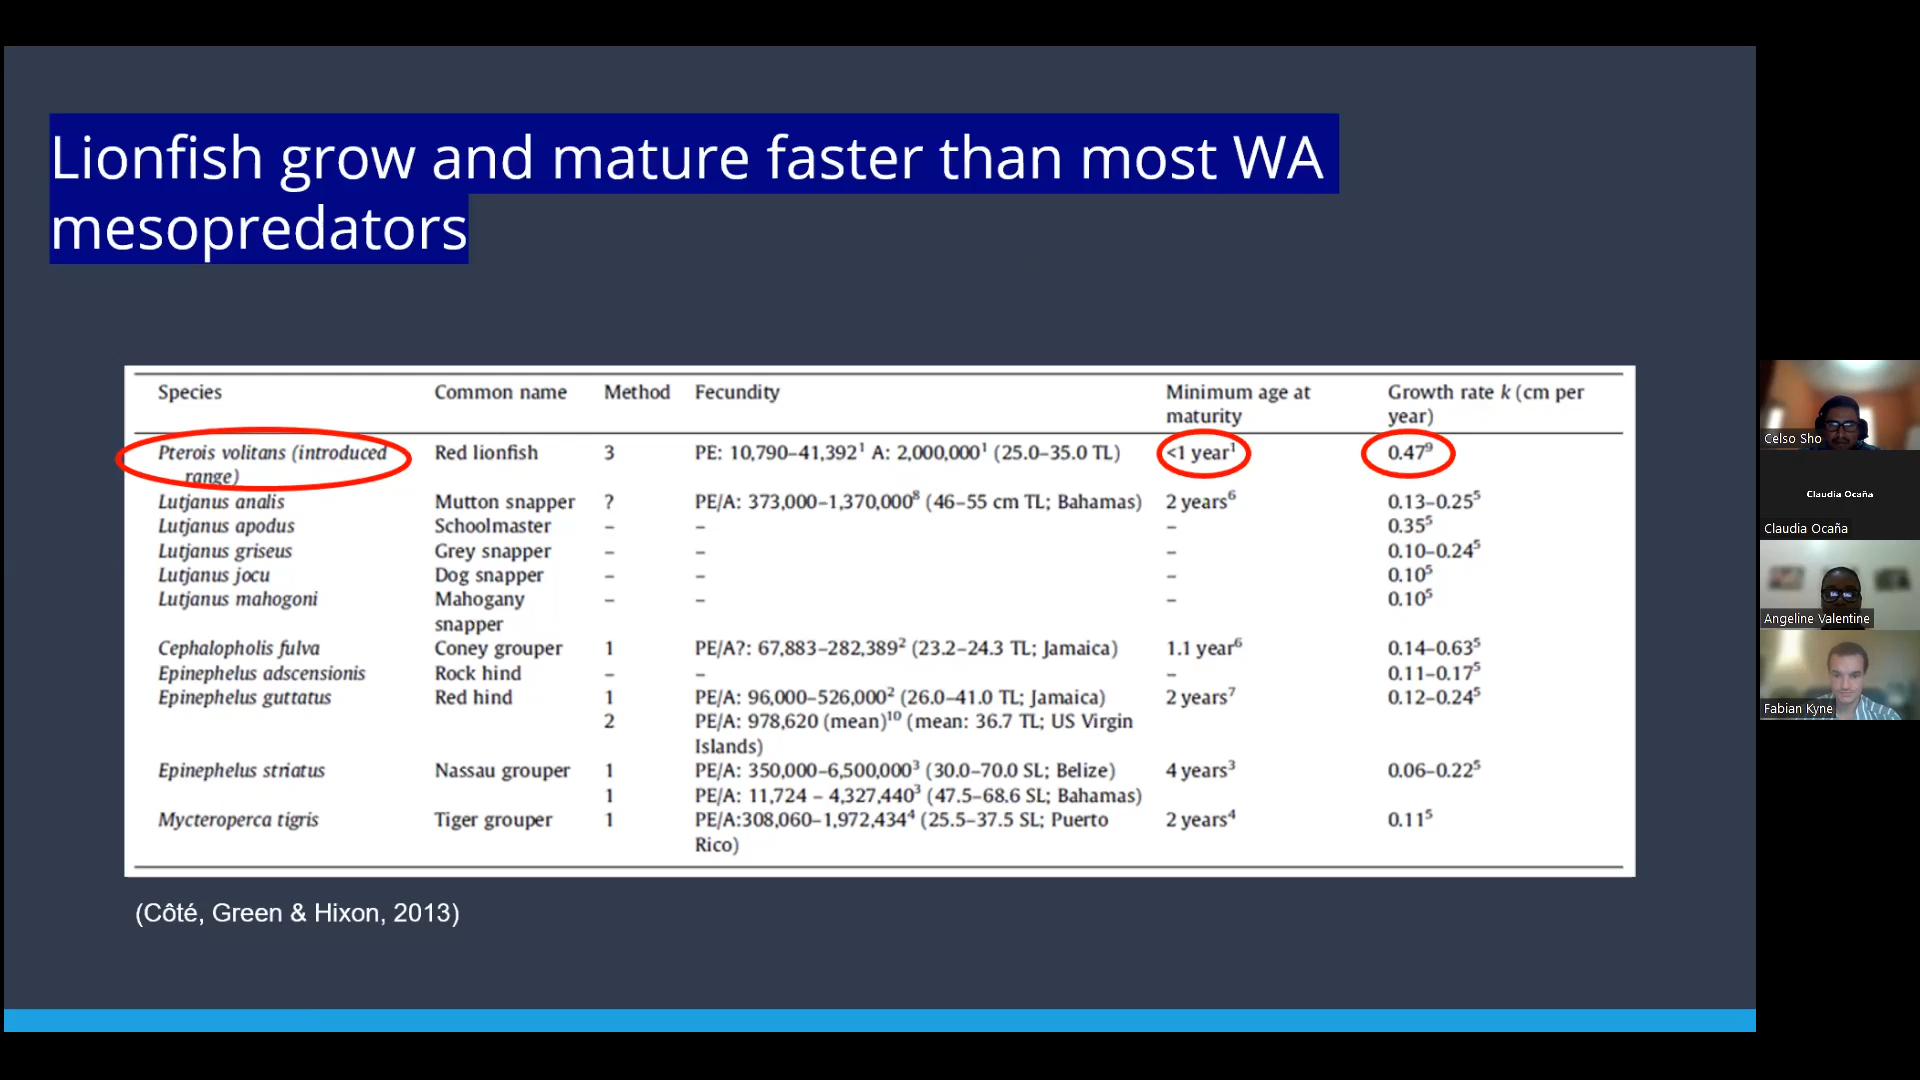 Lionfish grow and mature faster than most WA
mesopredators
Species Common name Method Fecundity Minimum age at maturity Growth rate k (cm per year)
Pterois volitans (introduced range) Red lionfish 3 PE: 10,790–41,392¹ A: 2,000,000¹ (25.0–35.0 TL) <1 year¹ 0.47⁹
Lutjanus analis Mutton snapper ? PE/A: 373,000–1,370,000⁸ (46–55 cm TL; Bahamas) 2 years⁶ 0.13–0.25⁵
Lutjanus apodus Schoolmaster – – – 0.35⁵
Lutjanus griseus Grey snapper – – – 0.10–0.24⁵
Lutjanus jocu Dog snapper – – – 0.10⁵
Lutjanus mahogoni Mahogany snapper – – – 0.10⁵
Cephalopholis fulva Coney grouper 1 PE/A?: 67,883–282,389² (23.2–24.3 TL; Jamaica) 1.1 year⁶ 0.14–0.63⁵
Epinephelus adscensionis Rock hind – – – 0.11–0.17⁵
Epinephelus guttatus Red hind 1 PE/A: 96,000–526,000² (26.0–41.0 TL; Jamaica) 2 years⁷ 0.12–0.24⁵
2 PE/A: 978,620 (mean)¹⁰ (mean: 36.7 TL; US Virgin Islands)
Epinephelus striatus Nassau grouper 1 PE/A: 350,000–6,500,000³ (30.0–70.0 SL; Belize) 4 years³ 0.06–0.22⁵
1 PE/A: 11,724 – 4,327,440³ (47.5–68.6 SL; Bahamas)
Mycteroperca tigris Tiger grouper 1 PE/A:308,060–1,972,434⁴ (25.5–37.5 SL; Puerto Rico) 2 years⁴ 0.11⁵
(Côté, Green & Hixon, 2013)
Celso Sho
Claudia Ocaña
Claudia Ocaña
Angeline Valentine
Fabian Kyne